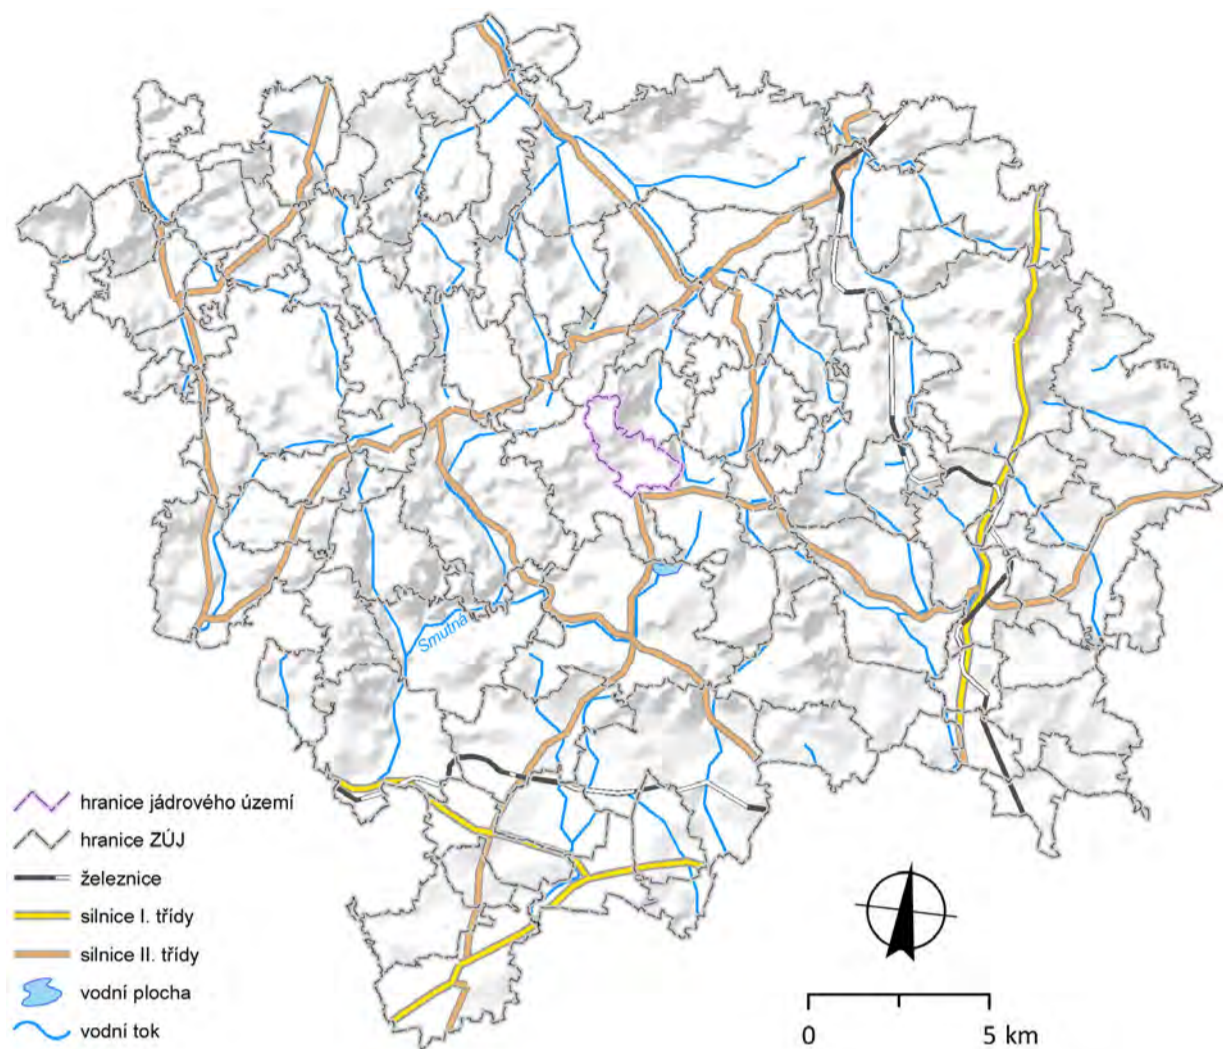 Smutná
hranice jádrového území
hranice ZÚJ
železnice
silnice I. třídy
silnice II. třídy
vodní plocha
vodní tok
0 5 km